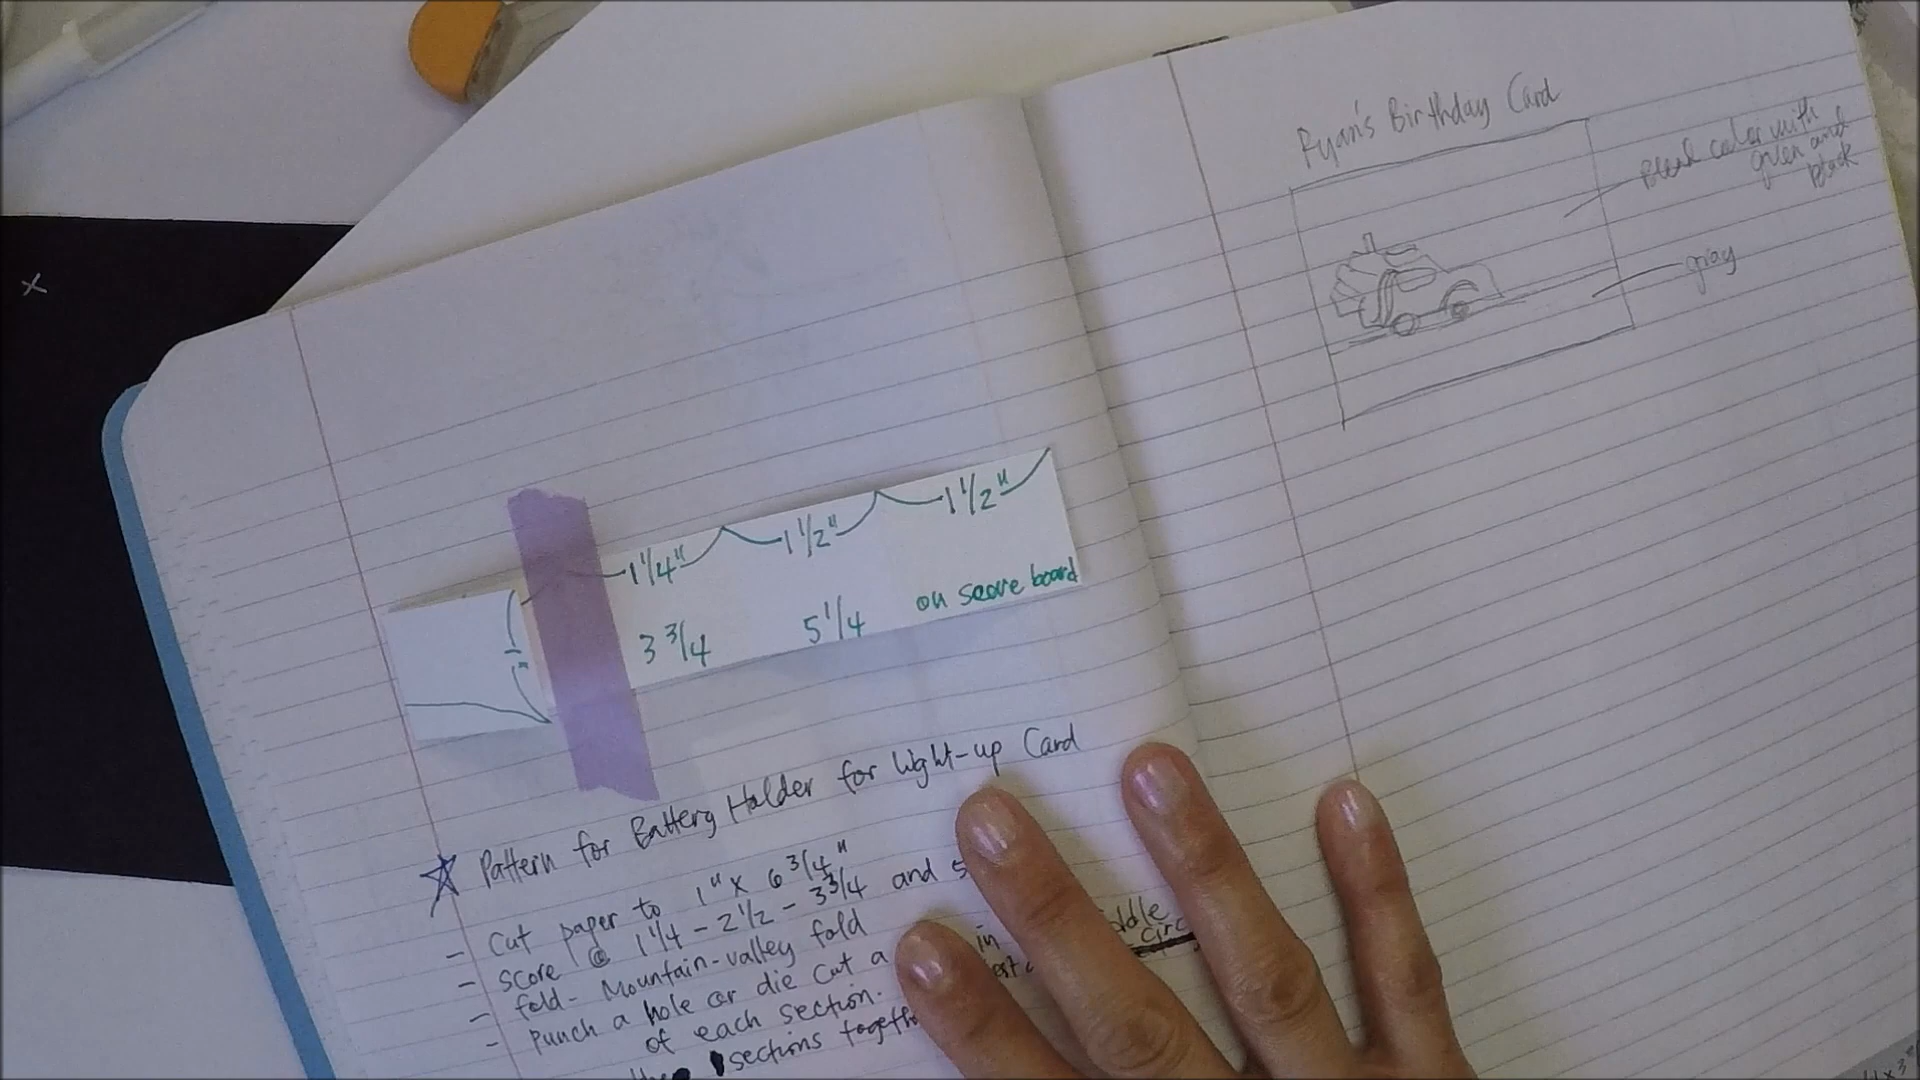 x
1 1/4" 1 1/2" 1 1/2"
3 3/4 5 1/4 on score board
Pattern for Battery Holder for light-up Card
- Cut paper to 1" x 6 3/4"
- score @ 1 1/4 - 2 1/2 - 3 3/4 and 5
- fold - Mountain-valley fold
- Punch a hole or die cut a in
of each section.
sections
Ryan's Birthday Card
color with
green and
black
gray